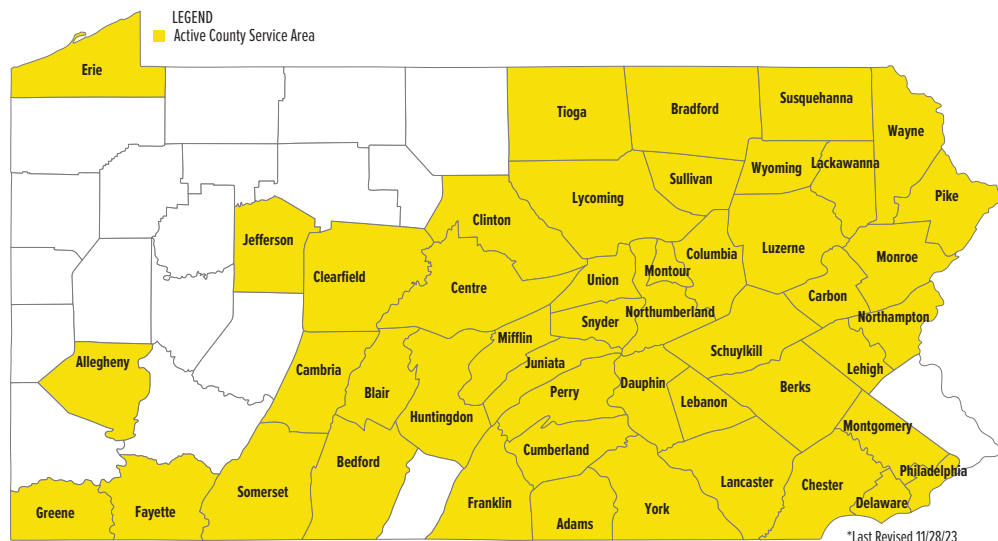 LEGEND
Active County Service Area
Erie
Tioga
Bradford
Susquehanna
Wayne
Wyoming
Lackawanna
Sullivan
Lycoming
Pike
Clinton
Jefferson
Columbia
Luzerne
Monroe
Clearfield
Montour
Union
Centre
Carbon
Northumberland
Northampton
Snyder
Mifflin
Schuylkill
Allegheny
Juniata
Lehigh
Cambria
Dauphin
Berks
Blair
Perry
Lebanon
Huntingdon
Montgomery
Cumberland
Bedford
Philadelphia
Lancaster
Chester
Somerset
Franklin
York
Delaware
Greene
Fayette
Adams
*Last Revised 11/28/23